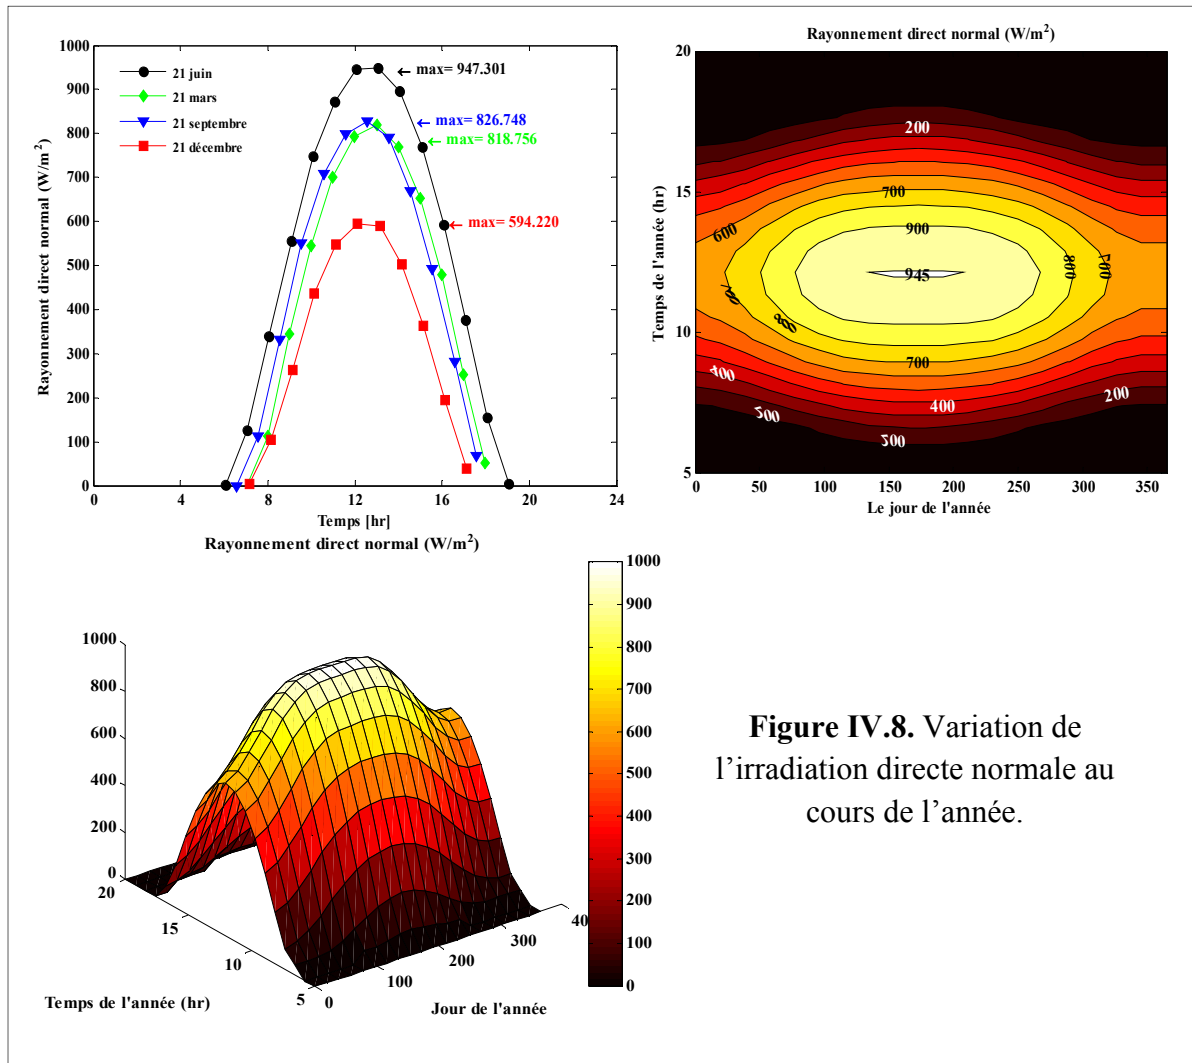 1000
900
800
700
600
500
400
300
200
100
0
Rayonnement direct normal (W/m²)
21 juin
21 mars
21 septembre
21 décembre
max= 947.301
max= 826.748
max= 818.756
max= 594.220
0 4 8 12 16 20 24
Temps [hr]
Rayonnement direct normal (W/m²)
20
15
10
5
Temps de l'année (hr)
200
700
600
900
800
700
945
700
800
700
400
400
200
200
200
0 50 100 150 200 250 300 350
Le jour de l'année
Rayonnement direct normal (W/m²)
1000
800
600
400
200
0
20
15
10
5
Temps de l'année (hr)
0
100
200
300
40
Jour de l'année
1000
900
800
700
600
500
400
300
200
100
0
Figure IV.8. Variation de
l’irradiation directe normale au
cours de l’année.